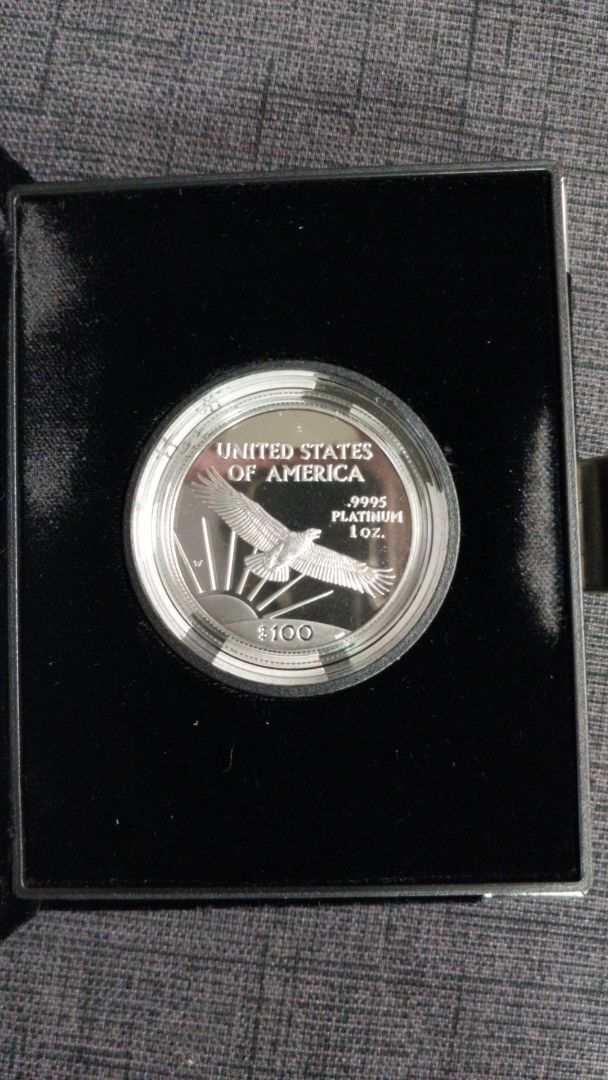 UNITED STATES
OF AMERICA
.9995
PLATINUM
1 oz.
W
$100